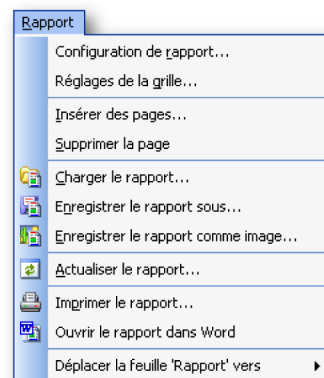 Rapport
Configuration de rapport...
Réglages de la grille...
Insérer des pages...
Supprimer la page
Charger le rapport...
Enregistrer le rapport sous...
Enregistrer le rapport comme image...
Actualiser le rapport...
Imprimer le rapport...
Ouvrir le rapport dans Word
Déplacer la feuille 'Rapport' vers